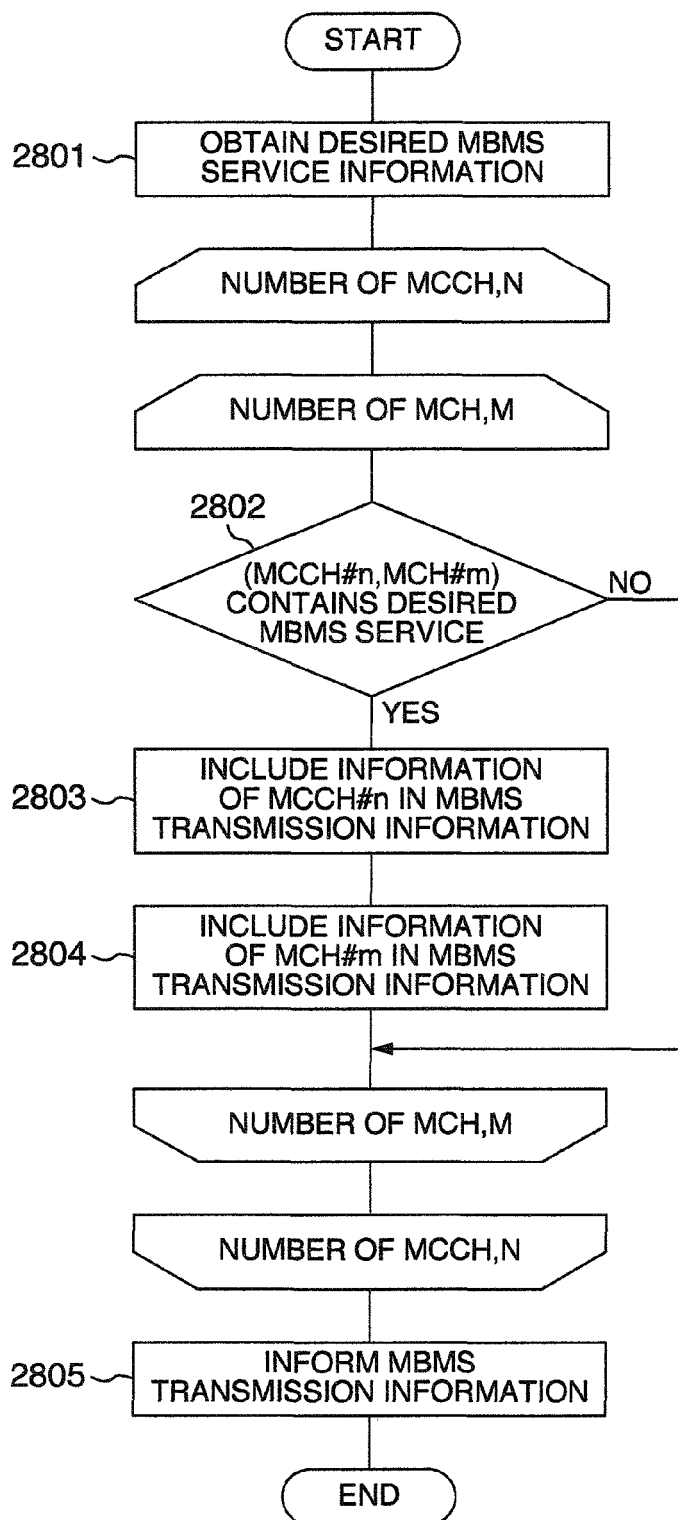 START
2801
OBTAIN DESIRED MBMS
SERVICE INFORMATION
NUMBER OF MCCH,N
NUMBER OF MCH,M
2802
(MCCH#n,MCH#m)
CONTAINS DESIRED
MBMS SERVICE
NO
YES
2803
INCLUDE INFORMATION
OF MCCH#n IN MBMS
TRANSMISSION INFORMATION
2804
INCLUDE INFORMATION
OF MCH#m IN MBMS
TRANSMISSION INFORMATION
NUMBER OF MCH,M
NUMBER OF MCCH,N
2805
INFORM MBMS
TRANSMISSION INFORMATION
END